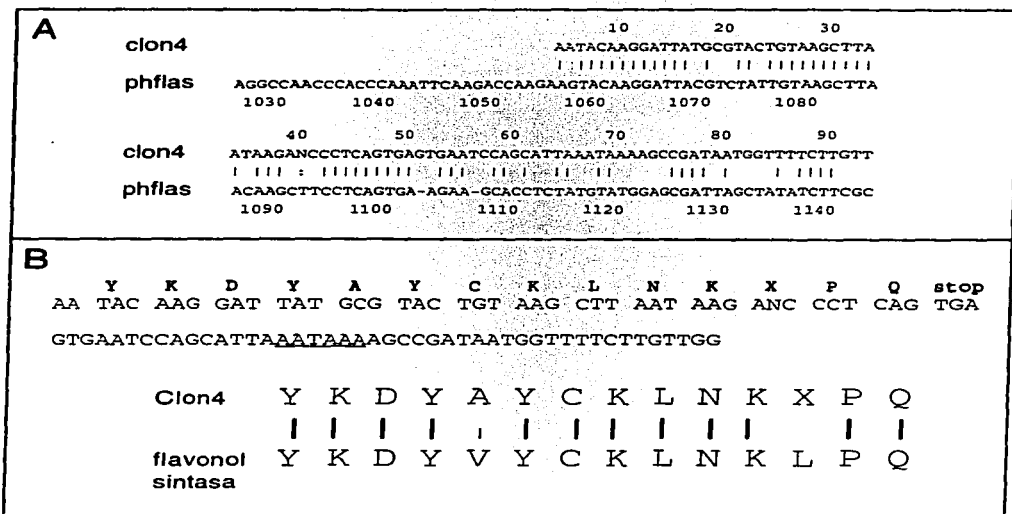 A
10 20 30
clon4 AATACAAGGATTATGCGTACTGTAAGCTTA
phflas AGGCCAACCCACCCAAATTCAAGACCAAGAAGTACAAGGATTACGTCTATTGTAAGCTTA
1030 1040 1050 1060 1070 1080
40 50 60 70 80 90
clon4 ATAAGANCCCTCAGTGAGTGAATCCAGCATTAAATAAAAGCCGATAATGGTTTTCTTGTT
phflas ACAAGCTTCCTCAGTGA-AGAA-GCACCTCTATGTATGGAGCGATTAGCTATATCTTCGC
1090 1100 1110 1120 1130 1140
B
Y K D Y A Y C K L N K X P Q stop
AA TAC AAG GAT TAT GCG TAC TGT AAG CTT AAT AAG ANC CCT CAG TGA
GTGAATCCAGCATTAAATAAAAGCCGATAATGGTTTTCTTGTTGG
Clon4 Y K D Y A Y C K L N K X P Q
flavonol Y K D Y V Y C K L N K L P Q
sintasa